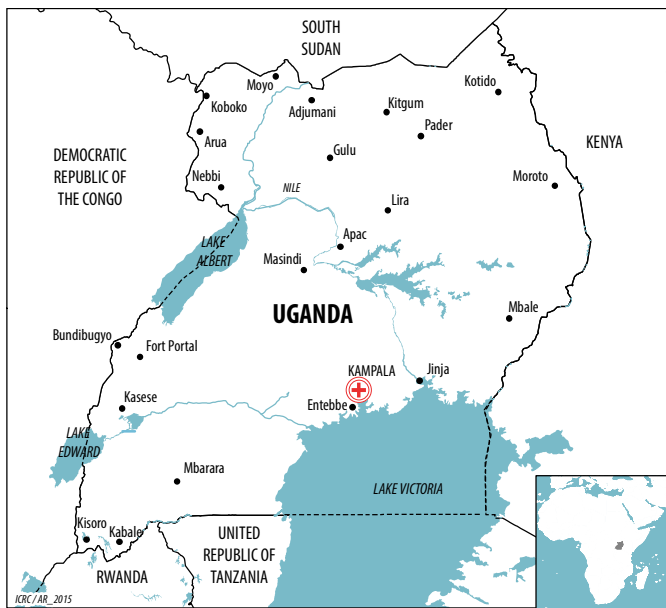 SOUTH
SUDAN
Moyo
Koboko
Adjumani
Kitgum
Kotido
Arua
Pader
KENYA
DEMOCRATIC
REPUBLIC OF
THE CONGO
Gulu
Nebbi
NILE
Moroto
Lira
LAKE
ALBERT
Apac
Masindi
UGANDA
Mbale
Bundibugyo
Fort Portal
KAMPALA
Jinja
Kasese
Entebbe
LAKE
EDWARD
Mbarara
LAKE VICTORIA
Kisoro
Kabale
UNITED
REPUBLIC OF
TANZANIA
RWANDA
ICRC / AR_2015